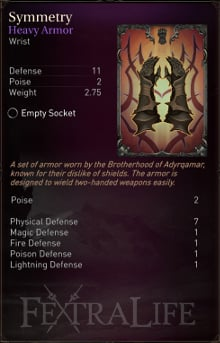 Symmetry
Heavy Armor
Wrist
Defense 11
Poise 2
Weight 2.75
Empty Socket
A set of armor worn by the Brotherhood of Adyrqamar,
known for their dislike of shields. The armor is
designed to wield two-handed weapons easily.
Poise 2
Physical Defense 7
Magic Defense 1
Fire Defense 1
Poison Defense 1
Lightning Defense 1
FEXTRALIFE